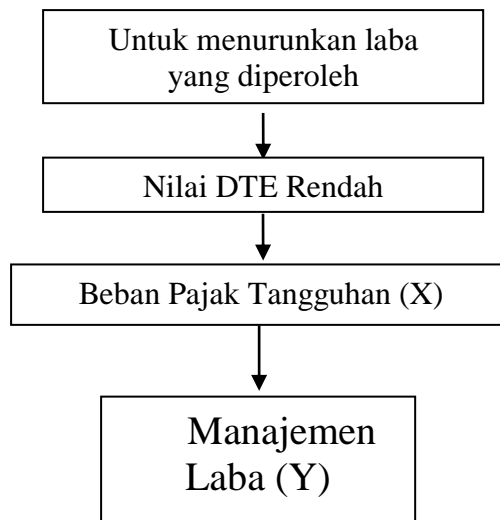 Untuk menurunkan laba
yang diperoleh
Nilai DTE Rendah
Beban Pajak Tangguhan (X)
Manajemen
Laba (Y)